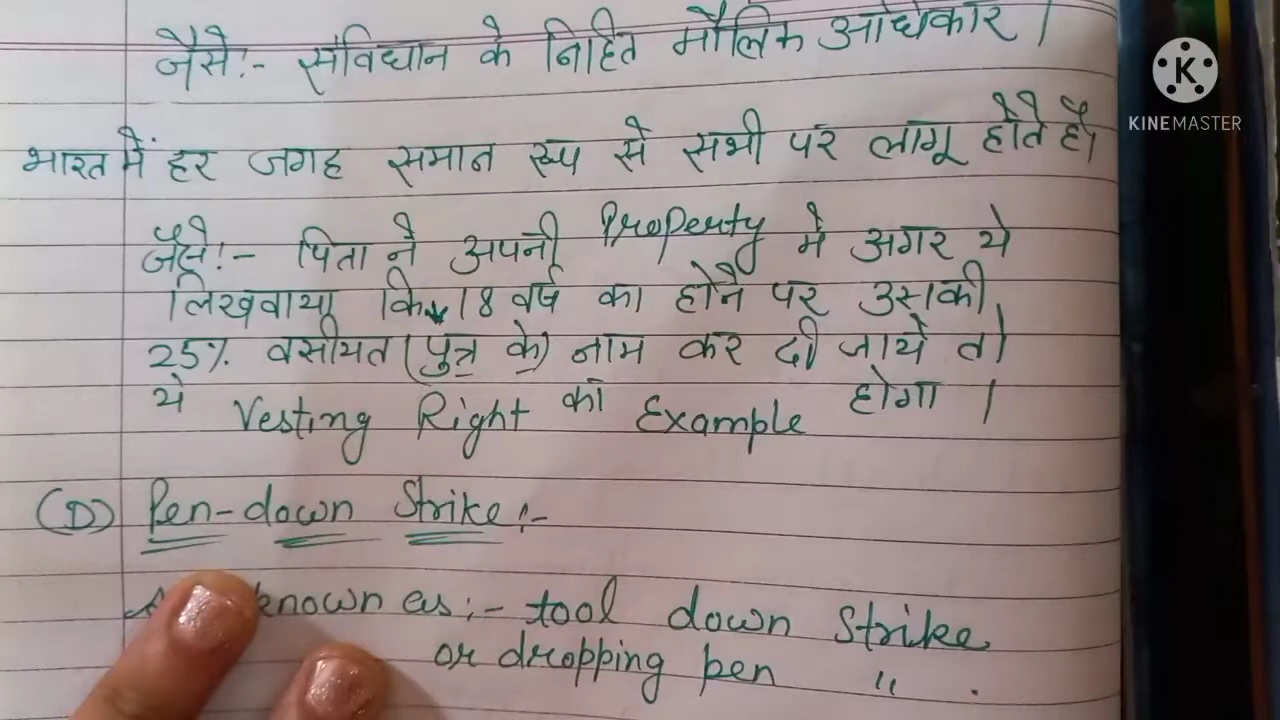 जैसे:- संविधान के निहित मौलिक अधिकार ।
भारत में हर जगह समान रूप से सभी पर लागू होते है।
जैसे:- पिता ने अपनी Property मे अगर ये
लिखवाया कि 18 वर्ष का होने पर उसकी
25% वसीयत (पुत्र के) नाम कर दी जाये तो
ये Vesting Right का Example होगा ।
(D) Pen-down Strike:-
known as:- tool down Strike
or dropping pen " .
K
KINEMASTER